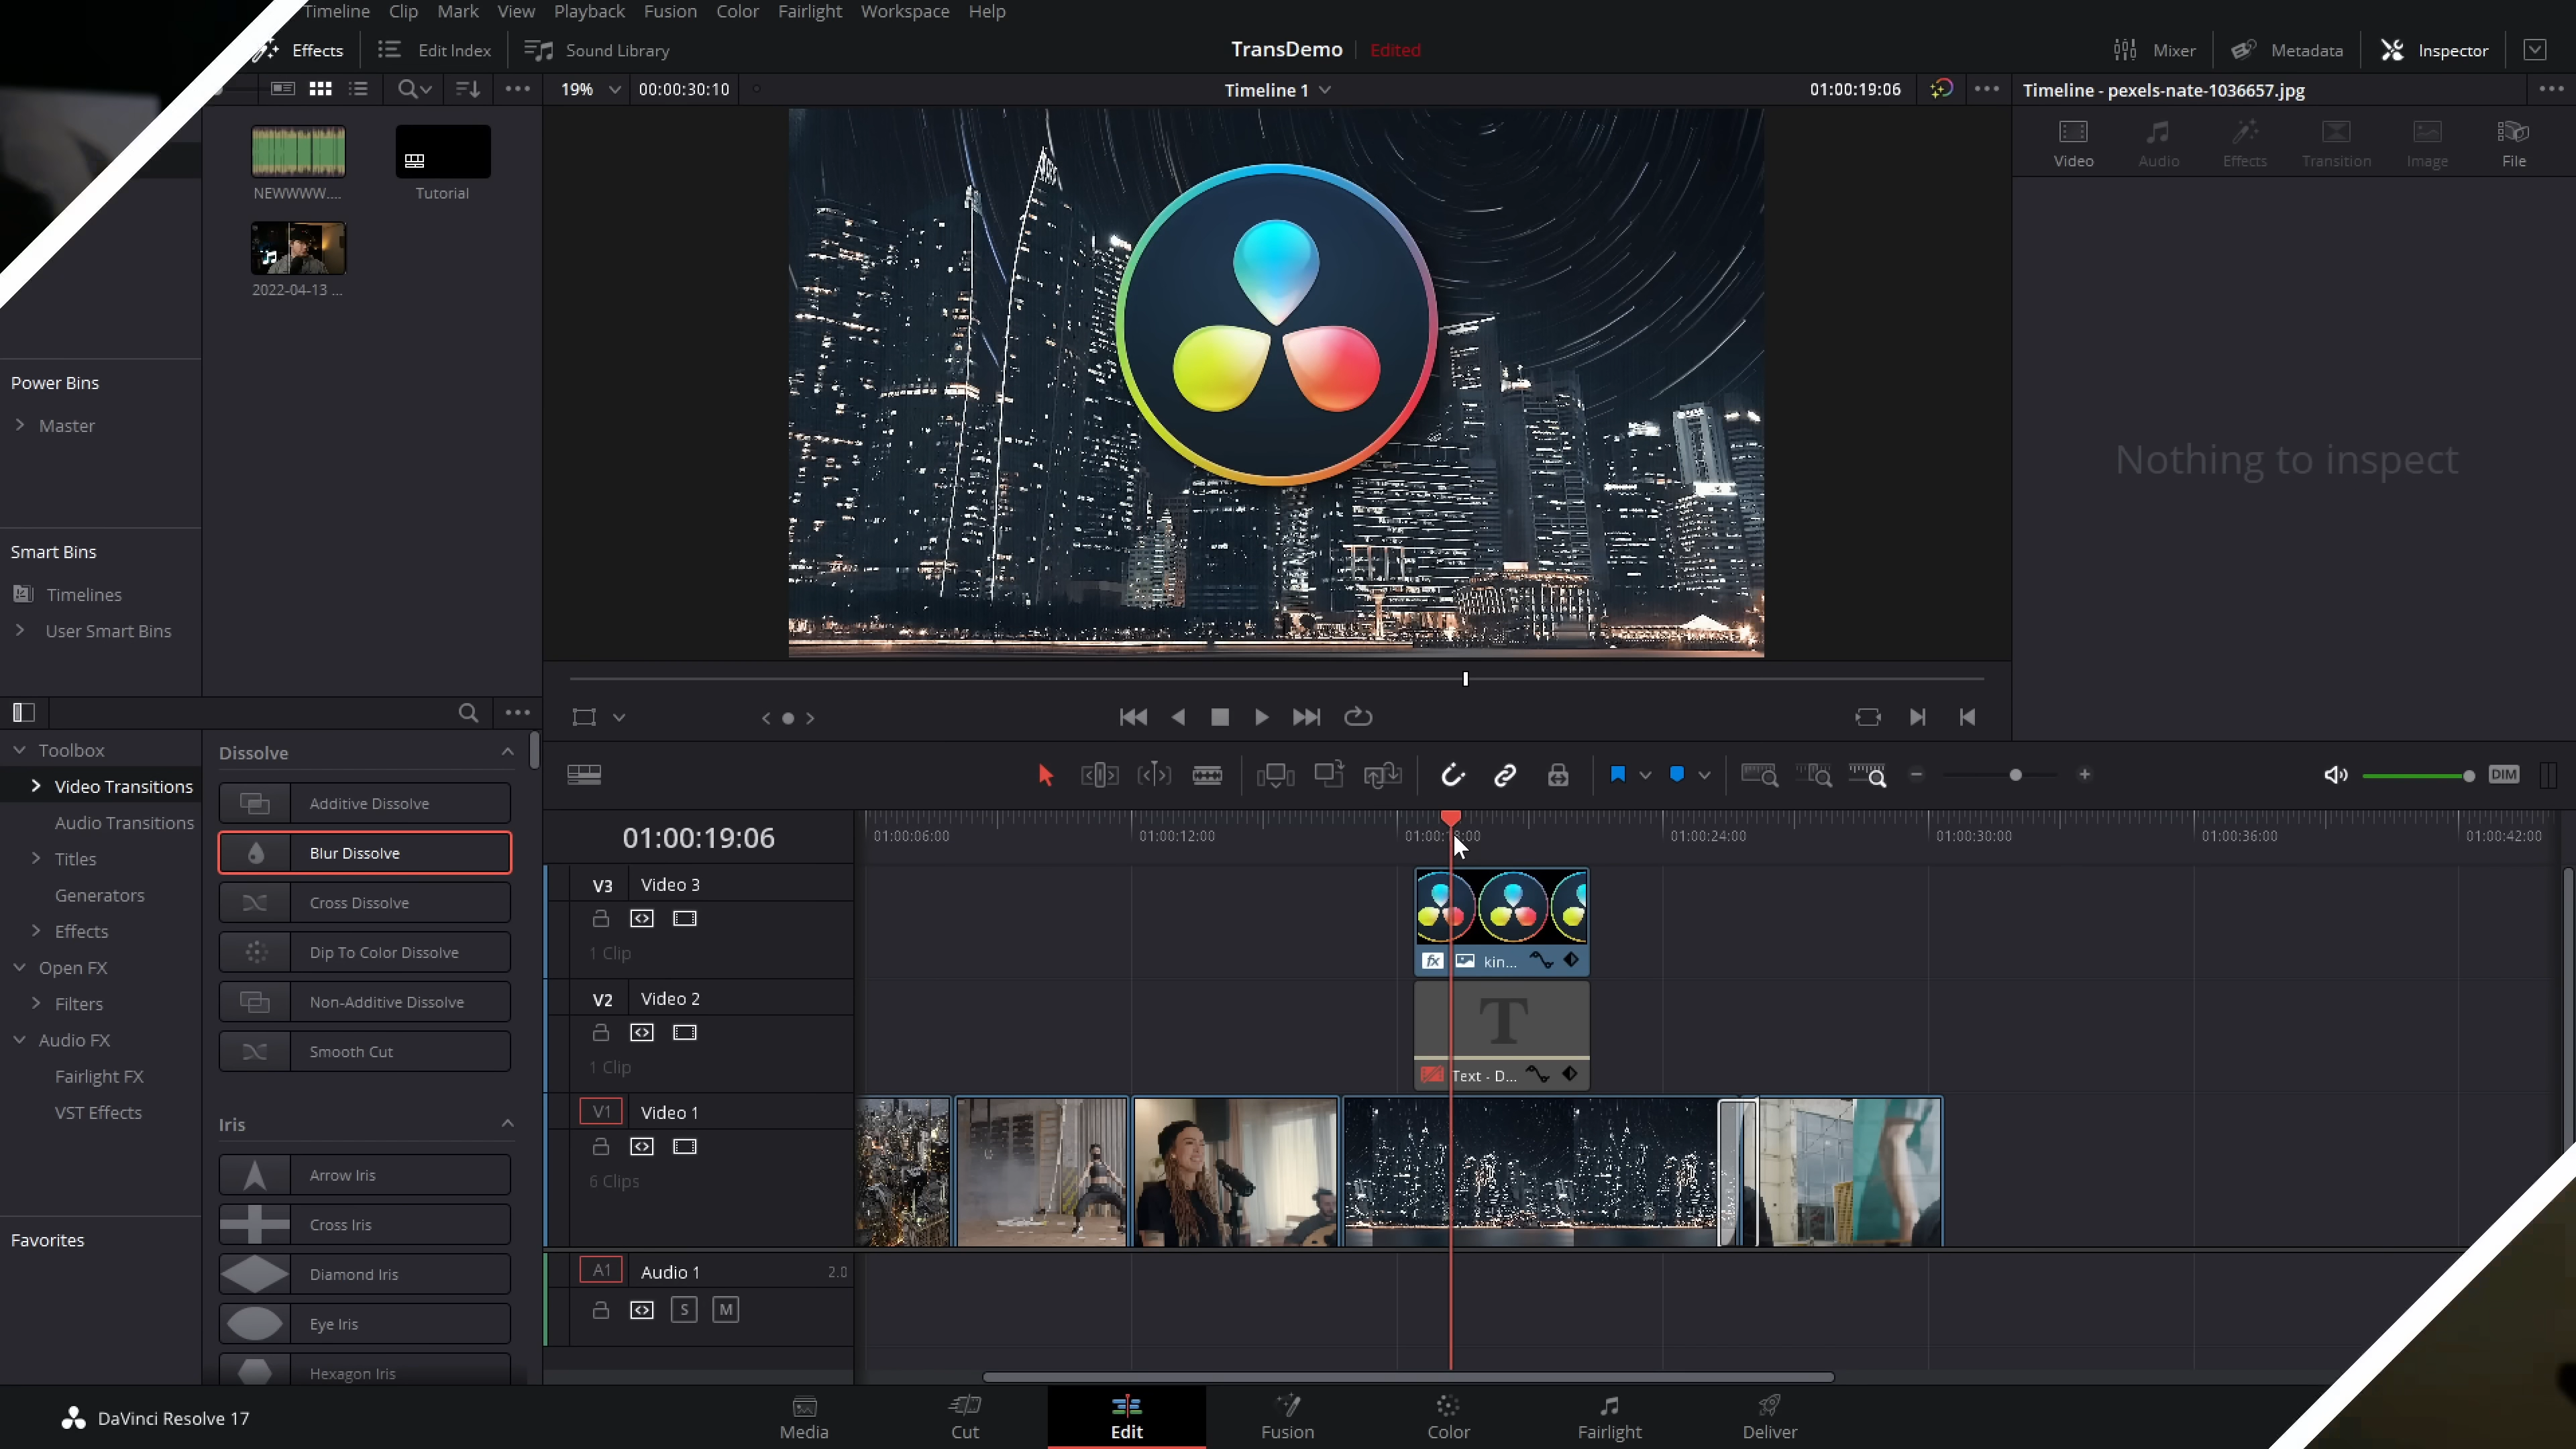 Timeline Clip Mark View Playback Fusion Color Fairlight Workspace Help
Effects Edit Index Sound Library TransDemo Edited Mixer Metadata Inspector
19% 00:00:30:10 Timeline 1 01:00:19:06 Timeline - pexels-nate-1036657.jpg
Video Audio Effects Transition Image File
NEWWWW.... Tutorial
2022-04-13 ...
Power Bins
Master
Nothing to inspect
Smart Bins
Timelines
User Smart Bins
Toolbox
Video Transitions
Audio Transitions
Titles
Generators
Effects
Open FX
Filters
Audio FX
Fairlight FX
VST Effects
Favorites
Dissolve
Additive Dissolve
Blur Dissolve
Cross Dissolve
Dip To Color Dissolve
Non-Additive Dissolve
Smooth Cut
Iris
Arrow Iris
Cross Iris
Diamond Iris
Eye Iris
Hexagon Iris
DIM
01:00:19:06 01:00:06:00 01:00:12:00 01:00:18:00 01:00:24:00 01:00:30:00 01:00:36:00 01:00:42:00
V3 Video 3
1 Clip
fx kin...
V2 Video 2
1 Clip
T
Text - D...
V1 Video 1
6 Clips
A1 Audio 1 2.0
S M
DaVinci Resolve 17 Media Cut Edit Fusion Color Fairlight Deliver